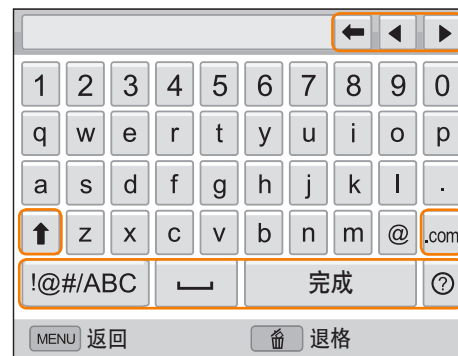 1 2 3 4 5 6 7 8 9 0
q w e r t y u i o p
a s d f g h j k l .
z x c v b n m @ .com
!@#/ABC 完成 ?
MENU 返回 退格